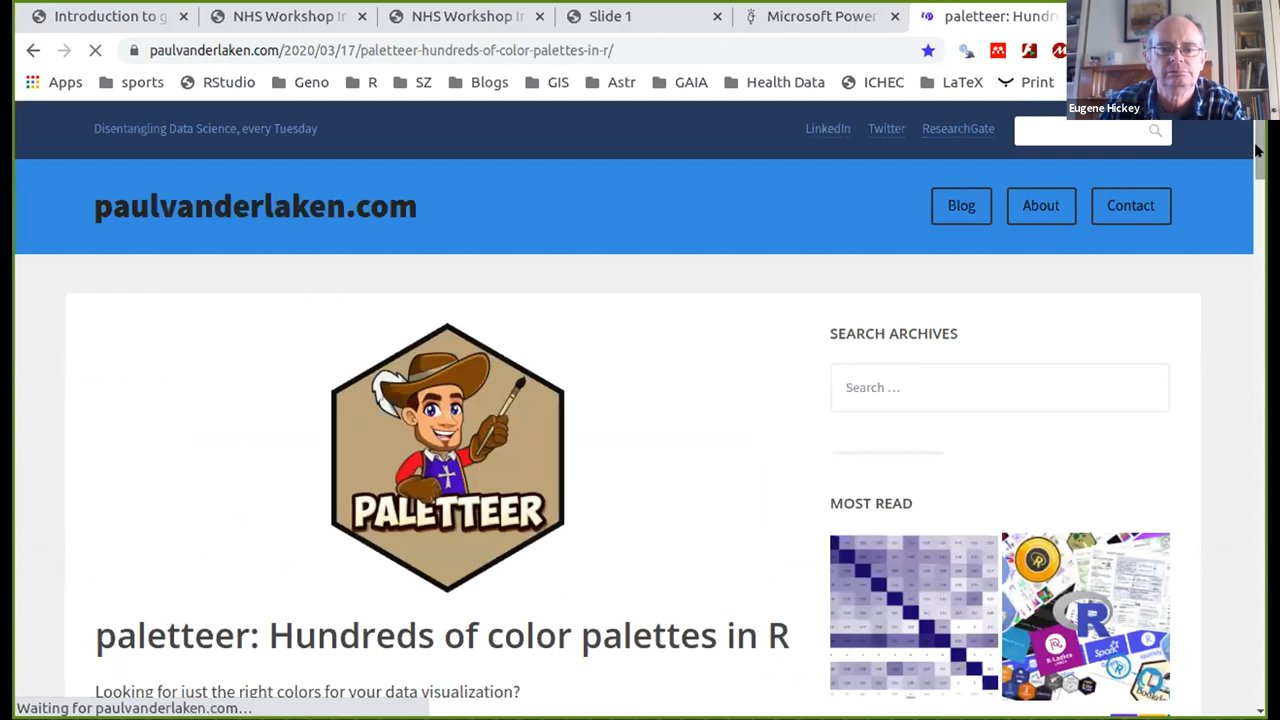 Introduction to g
NHS Workshop In
NHS Workshop In
Slide 1
Microsoft Power
paletteer: Hundr
paulvanderlaken.com/2020/03/17/paletteer-hundreds-of-color-palettes-in-r/
Apps sports RStudio Geno R SZ Blogs GIS Astr GAIA Health Data ICHEC LaTeX Print
Eugene Hickey
Disentangling Data Science, every Tuesday
LinkedIn Twitter ResearchGate
paulvanderlaken.com
Blog About Contact
PALETTEER
SEARCH ARCHIVES
Search …
MOST READ
R
paletteer: Hundreds of color palettes in R
Looking for just the right colors for your data visualization?
Waiting for paulvanderlaken.com…